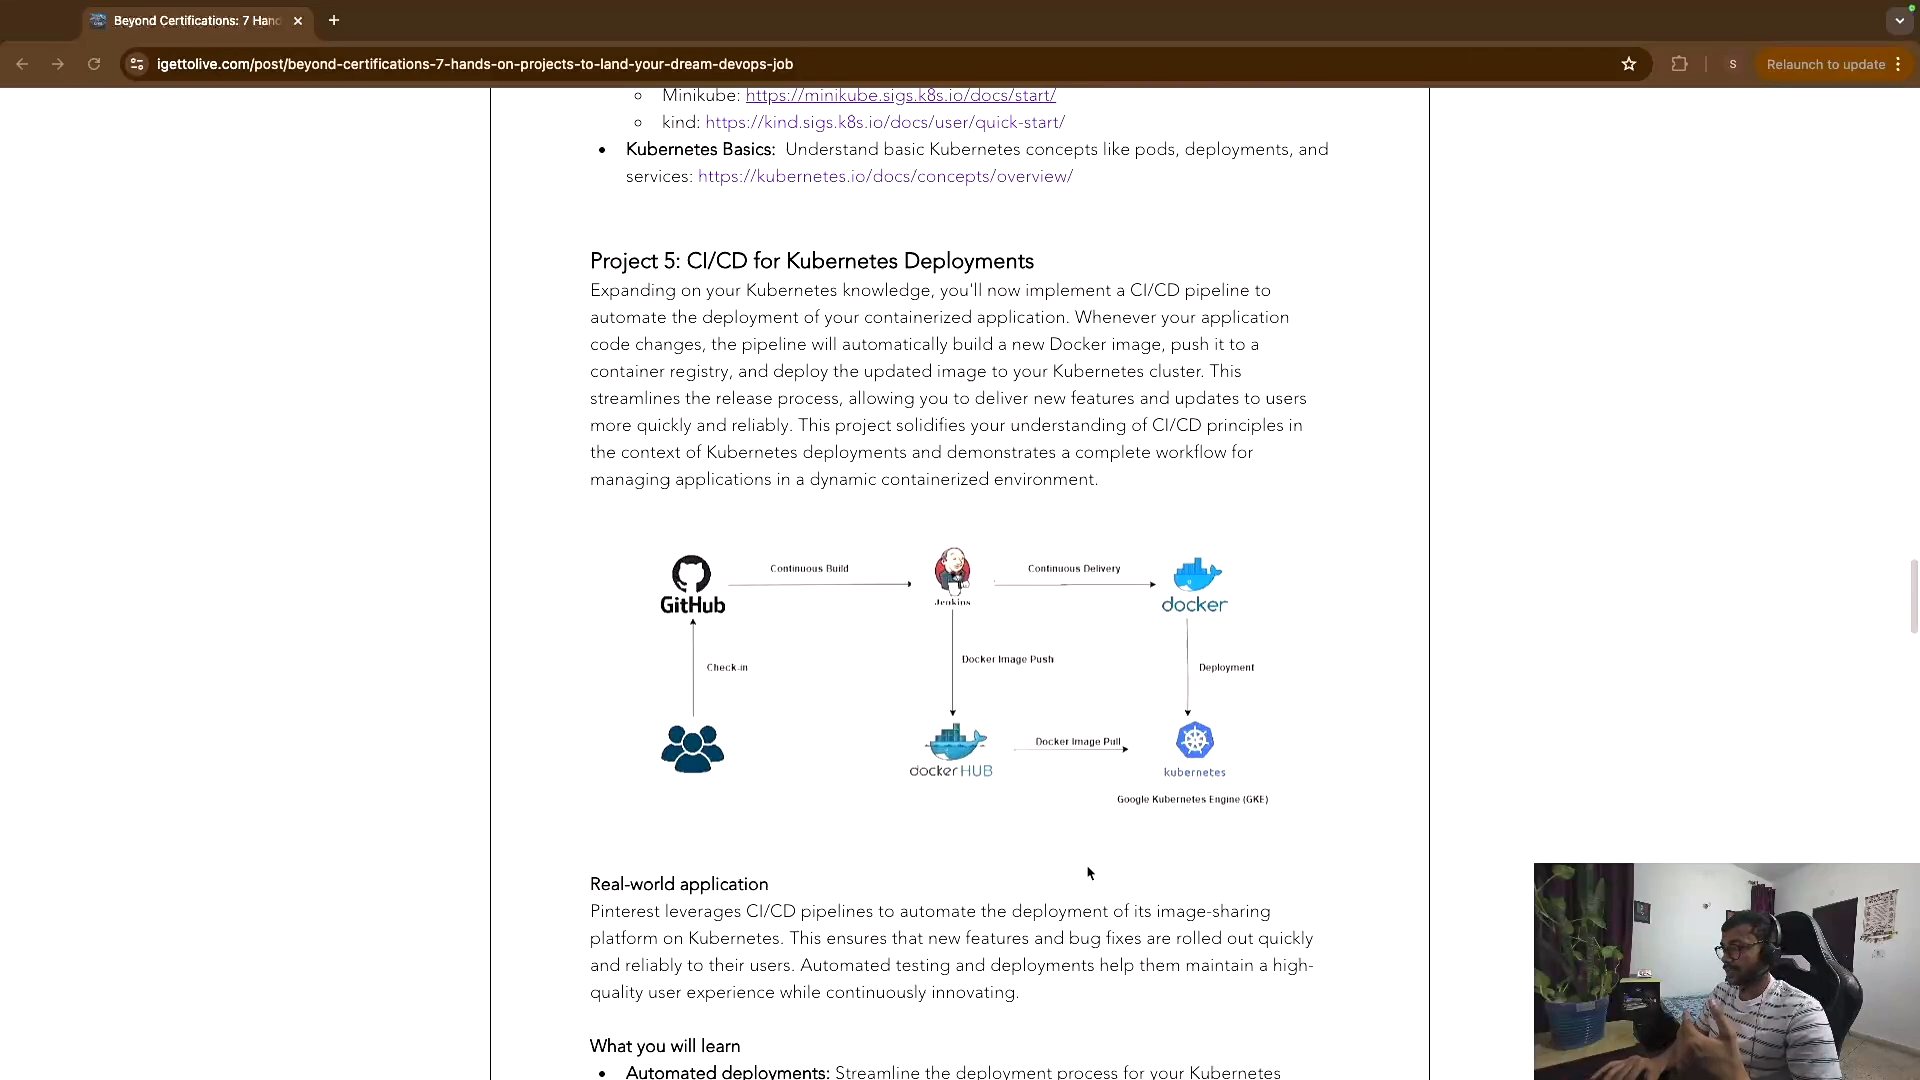 Beyond Certifications: 7 Hand
igettolive.com/post/beyond-certifications-7-hands-on-projects-to-land-your-dream-devops-job
S
Relaunch to update
Minikube: https://minikube.sigs.k8s.io/docs/start/
kind: https://kind.sigs.k8s.io/docs/user/quick-start/
Kubernetes Basics: Understand basic Kubernetes concepts like pods, deployments, and
services: https://kubernetes.io/docs/concepts/overview/
Project 5: CI/CD for Kubernetes Deployments
Expanding on your Kubernetes knowledge, you'll now implement a CI/CD pipeline to
automate the deployment of your containerized application. Whenever your application
code changes, the pipeline will automatically build a new Docker image, push it to a
container registry, and deploy the updated image to your Kubernetes cluster. This
streamlines the release process, allowing you to deliver new features and updates to users
more quickly and reliably. This project solidifies your understanding of CI/CD principles in
the context of Kubernetes deployments and demonstrates a complete workflow for
managing applications in a dynamic containerized environment.
Continuous Build
Continuous Delivery
GitHub
Jenkins
docker
Check-in
Docker Image Push
Deployment
docker HUB
Docker Image Pull
kubernetes
Google Kubernetes Engine (GKE)
Real-world application
Pinterest leverages CI/CD pipelines to automate the deployment of its image-sharing
platform on Kubernetes. This ensures that new features and bug fixes are rolled out quickly
and reliably to their users. Automated testing and deployments help them maintain a high-
quality user experience while continuously innovating.
What you will learn
Automated deployments: Streamline the deployment process for your Kubernetes